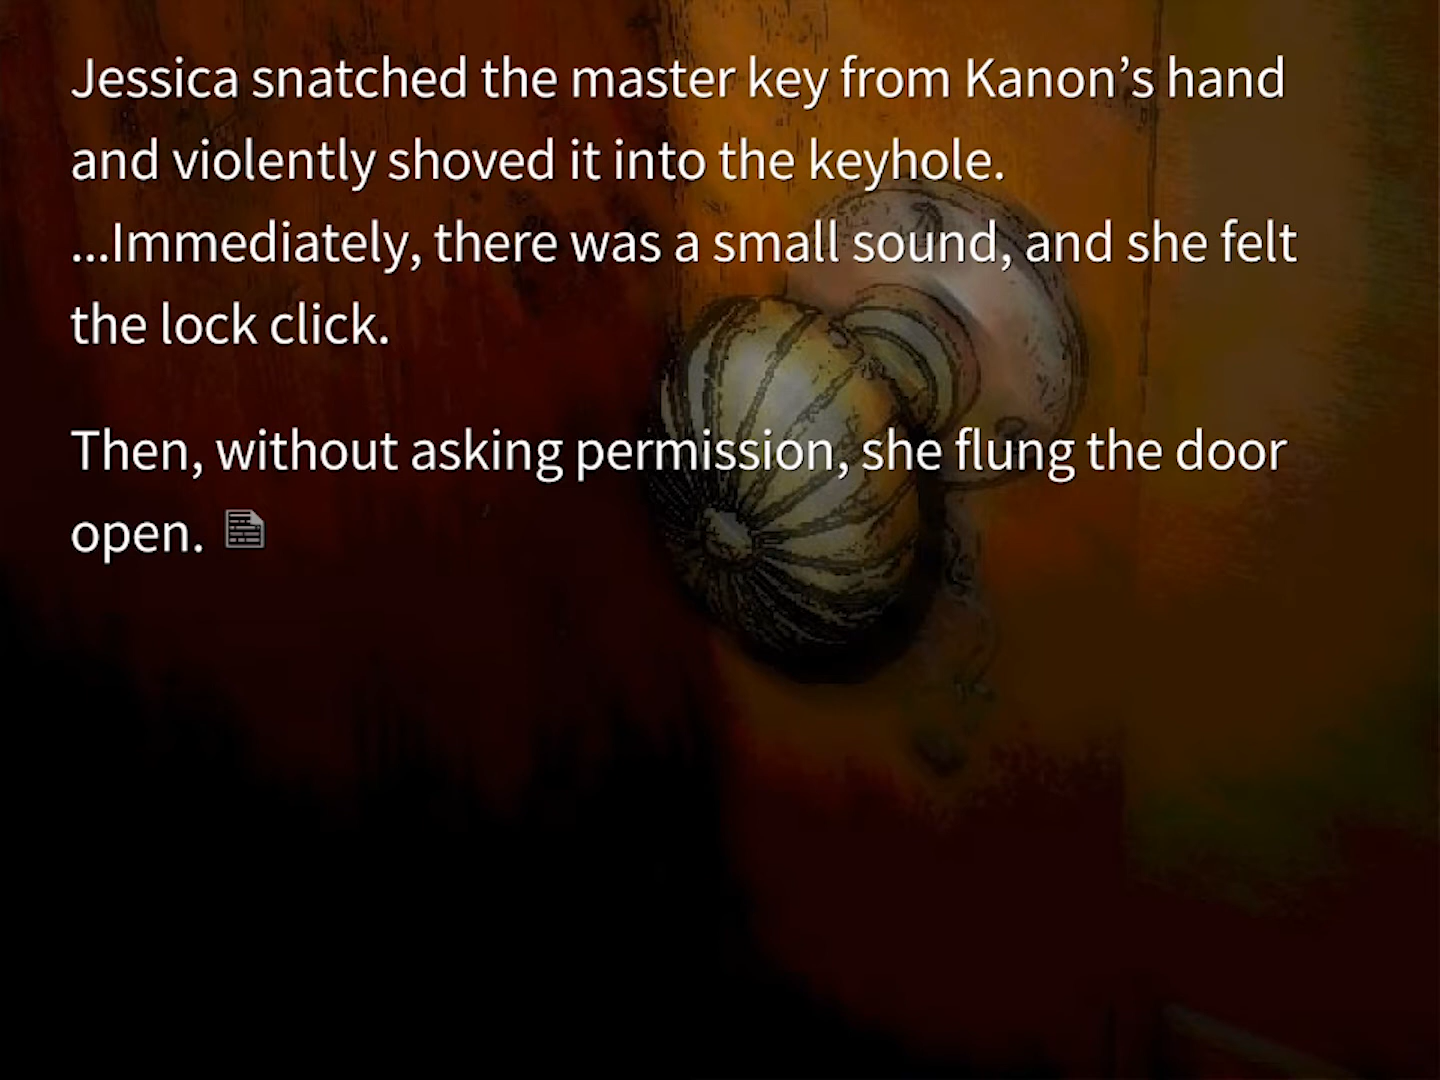 Jessica snatched the master key from Kanon’s hand
and violently shoved it into the keyhole.
...Immediately, there was a small sound, and she felt
the lock click.
Then, without asking permission, she flung the door
open.